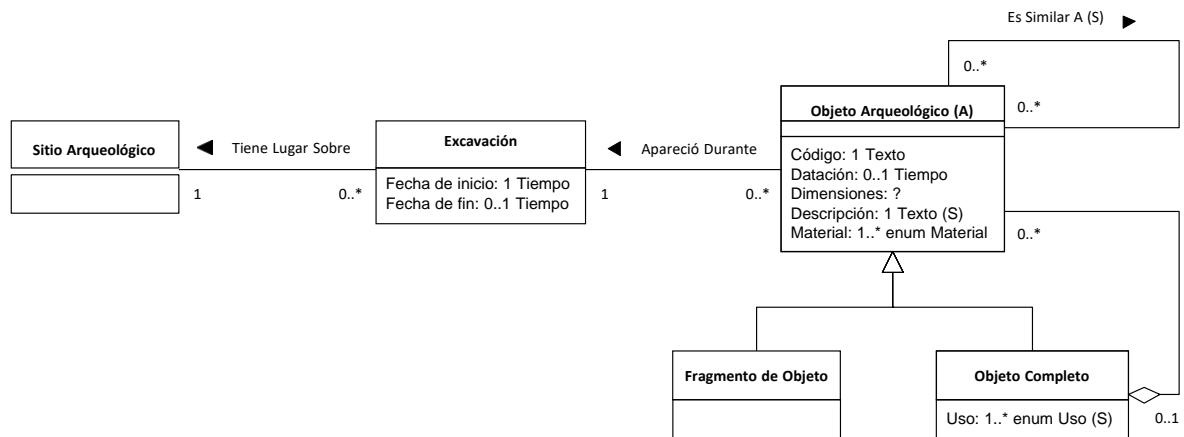 Es Similar A (S)
0..*
0..*
Objeto Arqueológico (A)
Código: 1 Texto
Datación: 0..1 Tiempo
Dimensiones: ?
Descripción: 1 Texto (S)
Material: 1..* enum Material
Sitio Arqueológico
Tiene Lugar Sobre
1
0..*
Excavación
Fecha de inicio: 1 Tiempo
Fecha de fin: 0..1 Tiempo
Apareció Durante
1
0..*
0..*
Fragmento de Objeto
Objeto Completo
Uso: 1..* enum Uso (S)
0..1